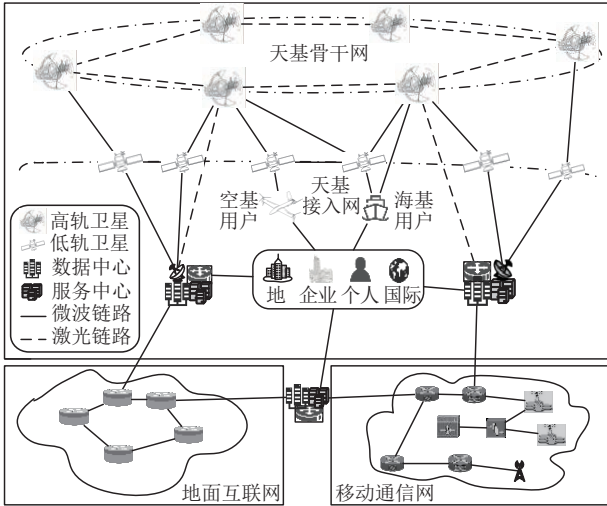 天基骨干网
空基
用户
天基
接入网
海基
用户
高轨卫星
低轨卫星
数据中心
服务中心
微波链路
激光链路
地 企业 个人 国际
地面互联网
移动通信网